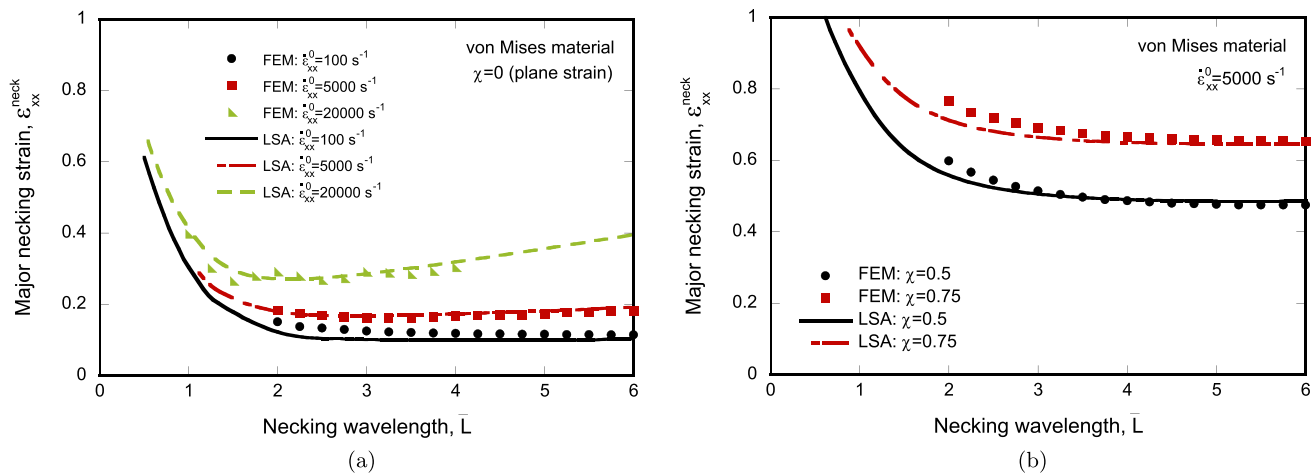 1
0.8
0.6
0.4
0.2
0
0 1 2 3 4 5 6
Major necking strain, ε_xx^neck
Necking wavelength, L̄
FEM: ε̇_xx^0=100 s⁻¹
FEM: ε̇_xx^0=5000 s⁻¹
FEM: ε̇_xx^0=20000 s⁻¹
LSA: ε̇_xx^0=100 s⁻¹
LSA: ε̇_xx^0=5000 s⁻¹
LSA: ε̇_xx^0=20000 s⁻¹
von Mises material
χ=0 (plane strain)
(a)
1
0.8
0.6
0.4
0.2
0
0 1 2 3 4 5 6
Major necking strain, ε_xx^neck
Necking wavelength, L̄
von Mises material
ε̇_xx^0=5000 s⁻¹
FEM: χ=0.5
FEM: χ=0.75
LSA: χ=0.5
LSA: χ=0.75
(b)